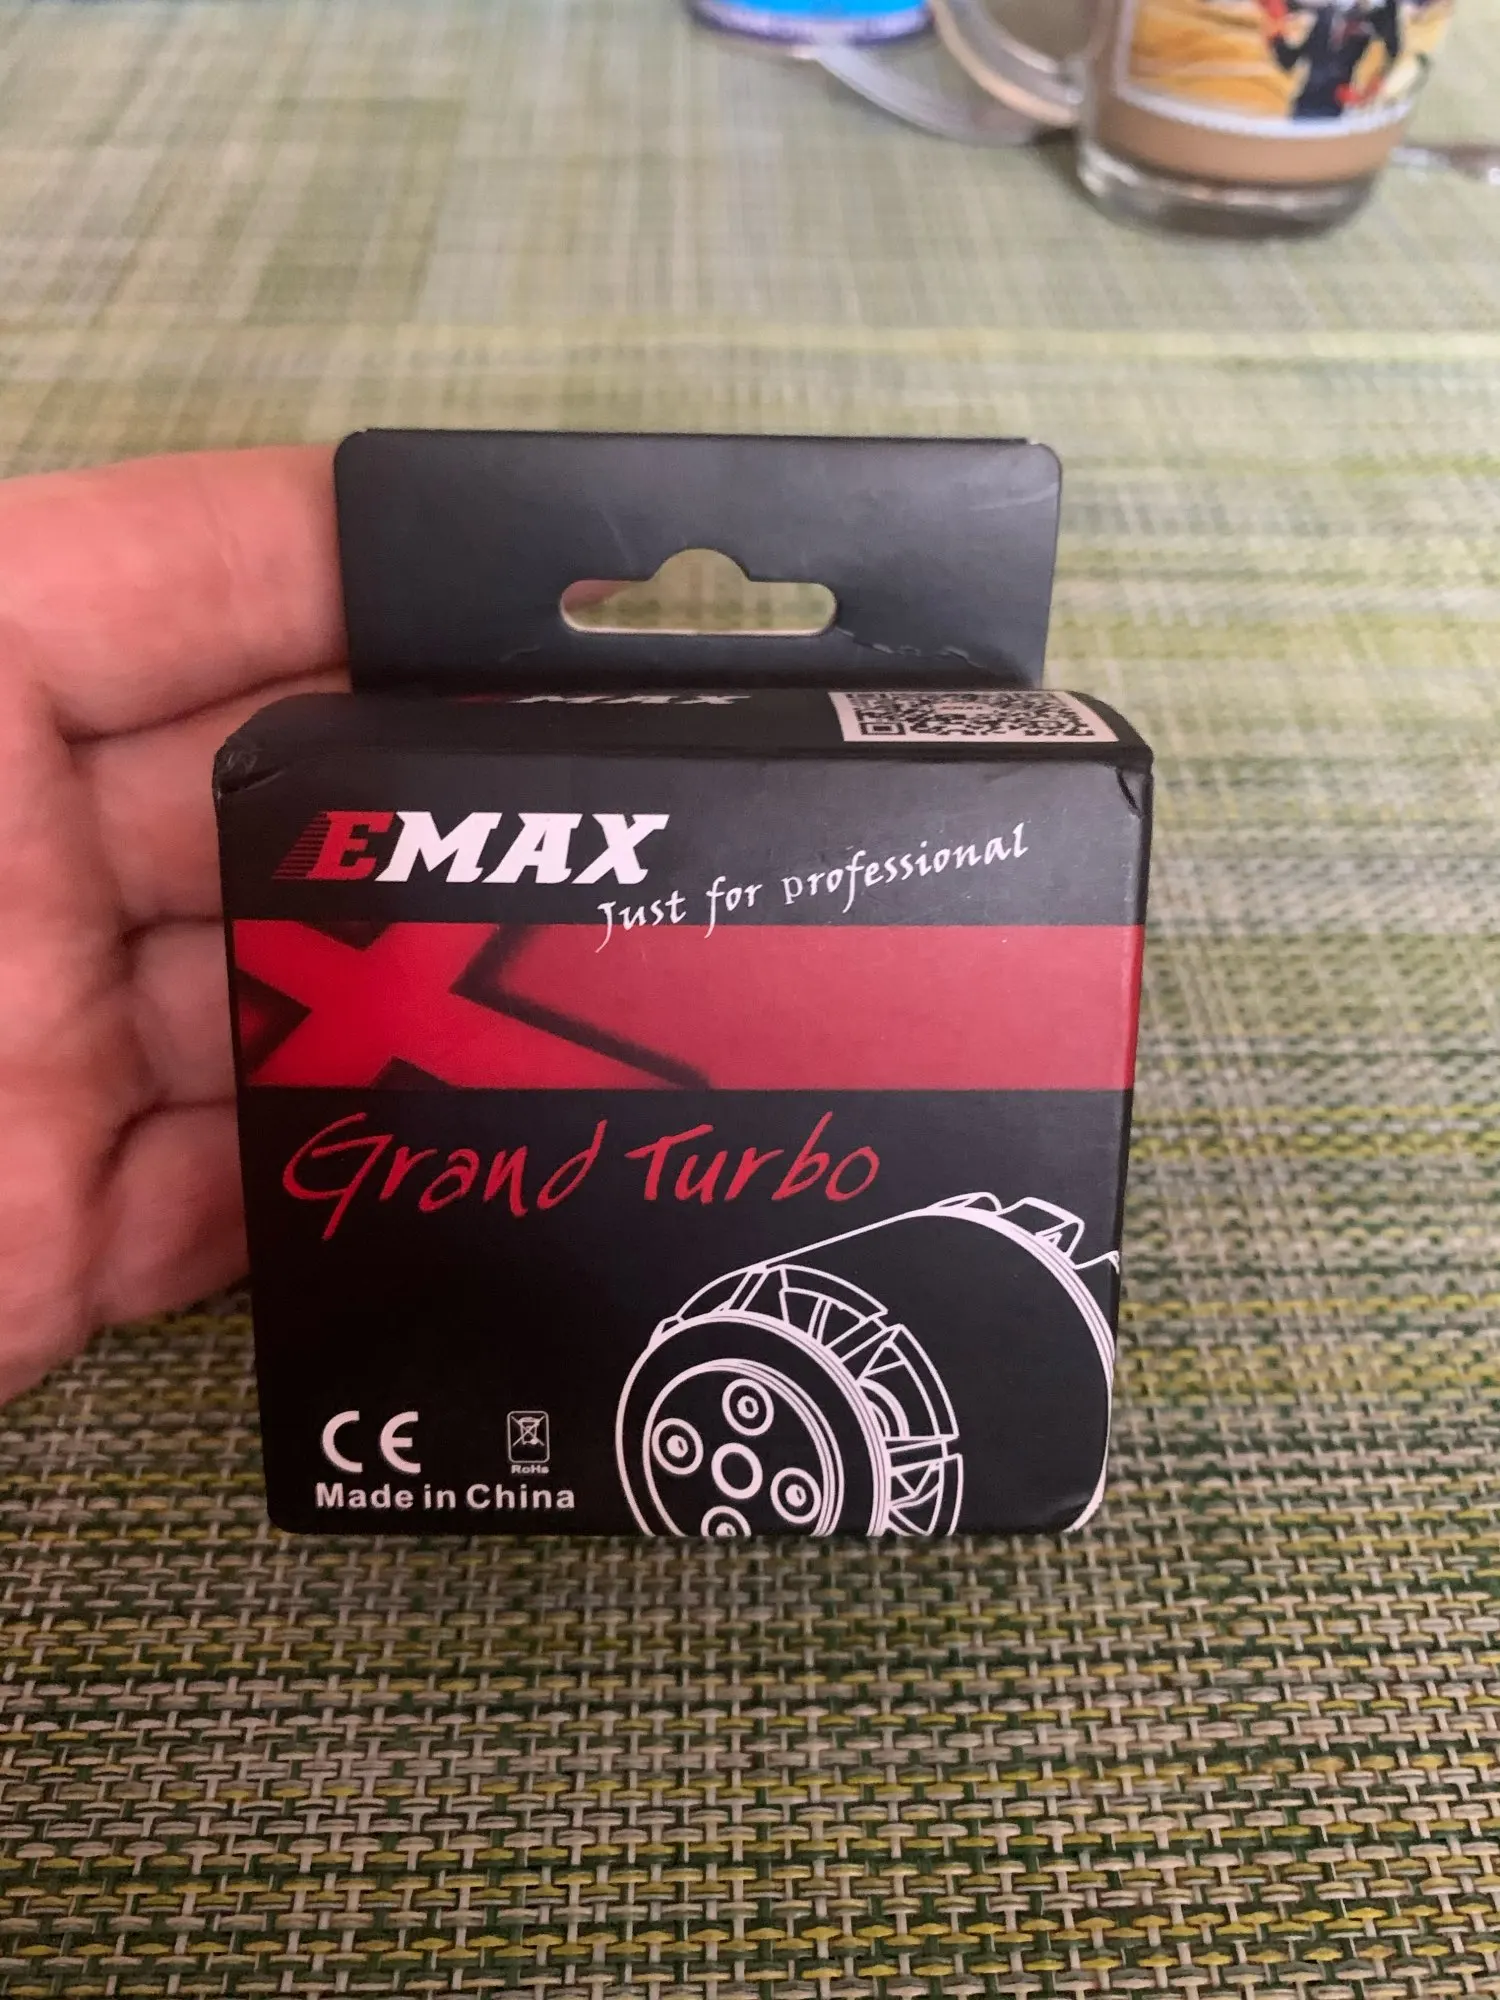 EMAX
EMAX
Just for professional
X
Grand Turbo
CE
RoHs
Made in China